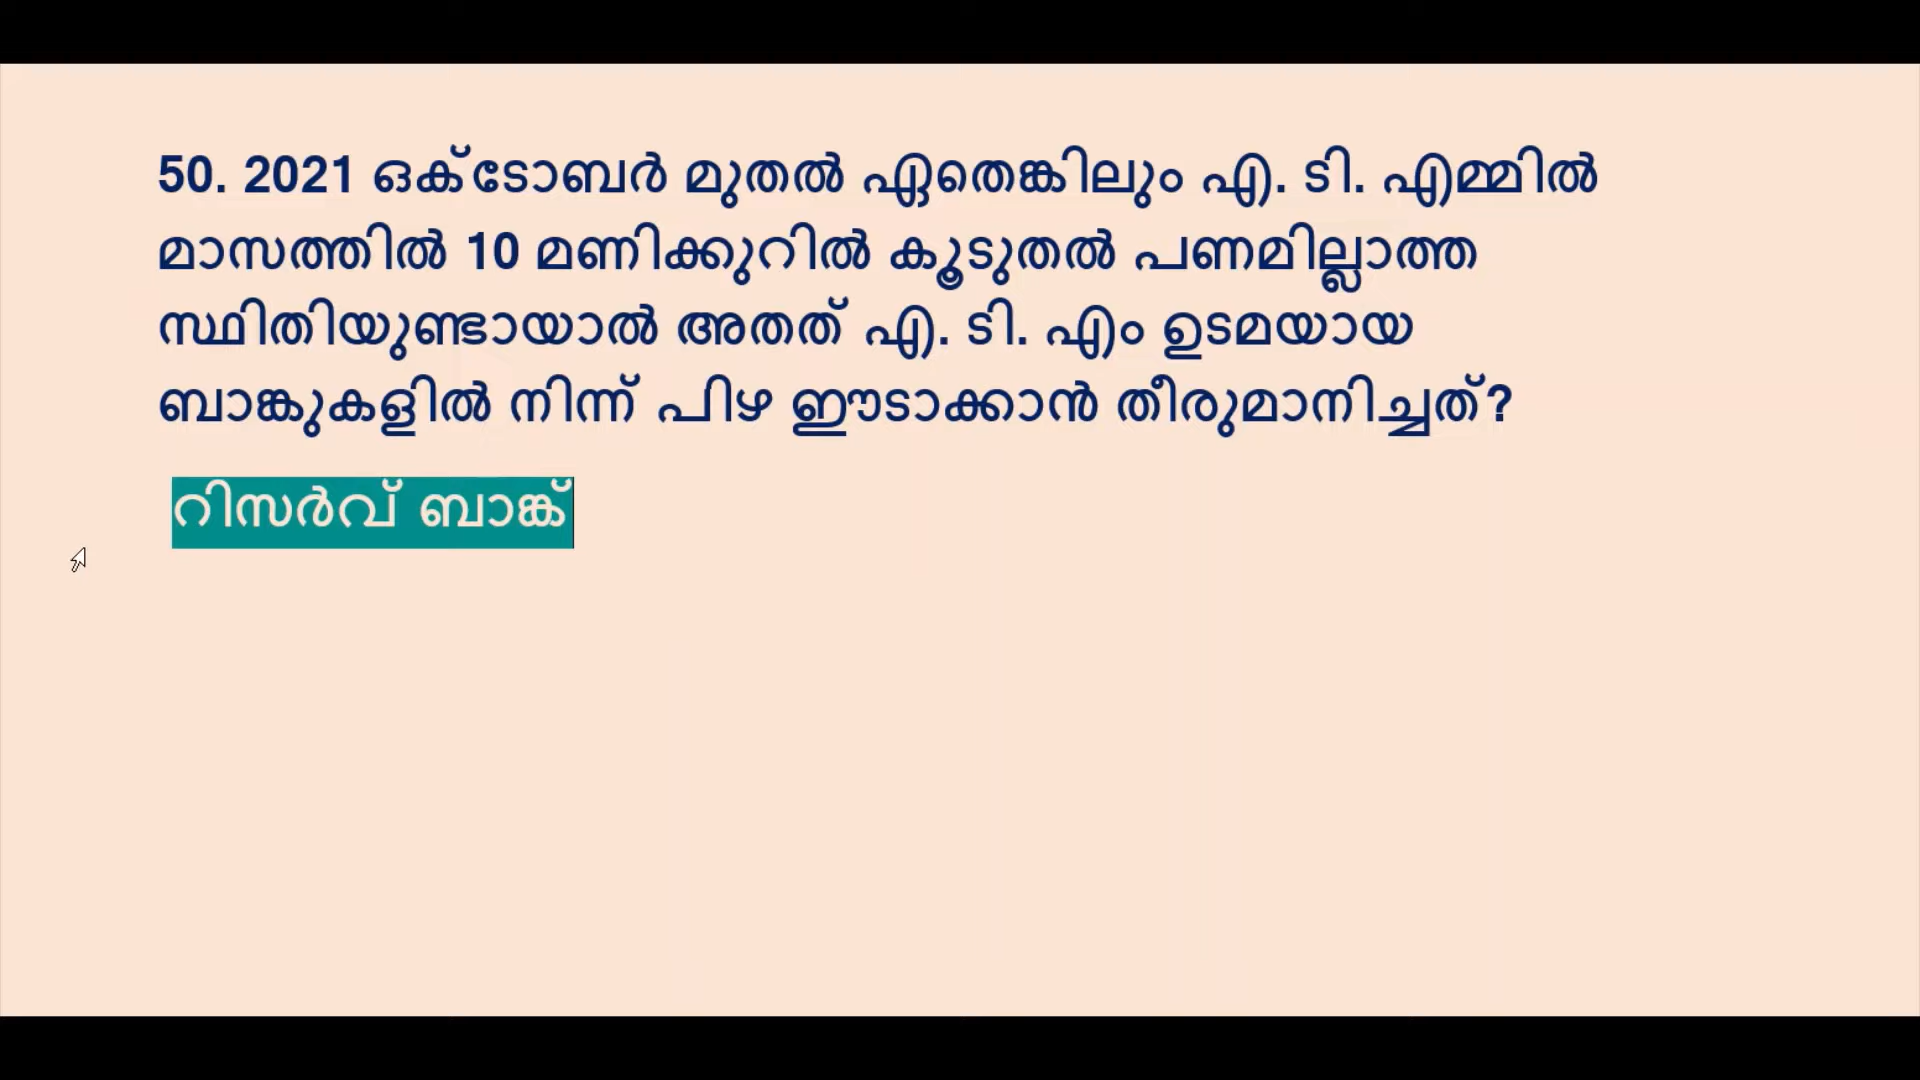 50. 2021 ഒക്ടോബർ മുതൽ ഏതെങ്കിലും എ. ടി. എമ്മിൽ
മാസത്തിൽ 10 മണിക്കുറിൽ കൂടുതൽ പണമില്ലാത്ത
സ്ഥിതിയുണ്ടായാൽ അതത് എ. ടി. എം ഉടമയായ
ബാങ്കുകളിൽ നിന്ന് പിഴ ഈടാക്കാൻ തീരുമാനിച്ചത്?
റിസർവ് ബാങ്ക്